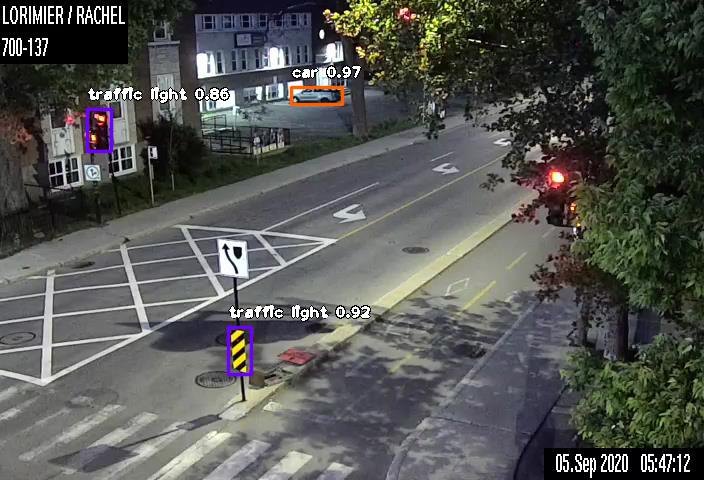 LORIMIER / RACHEL
700-137
car 0.97
traffic light 0.86
traffic light 0.92
05.Sep 2020 05:47:12